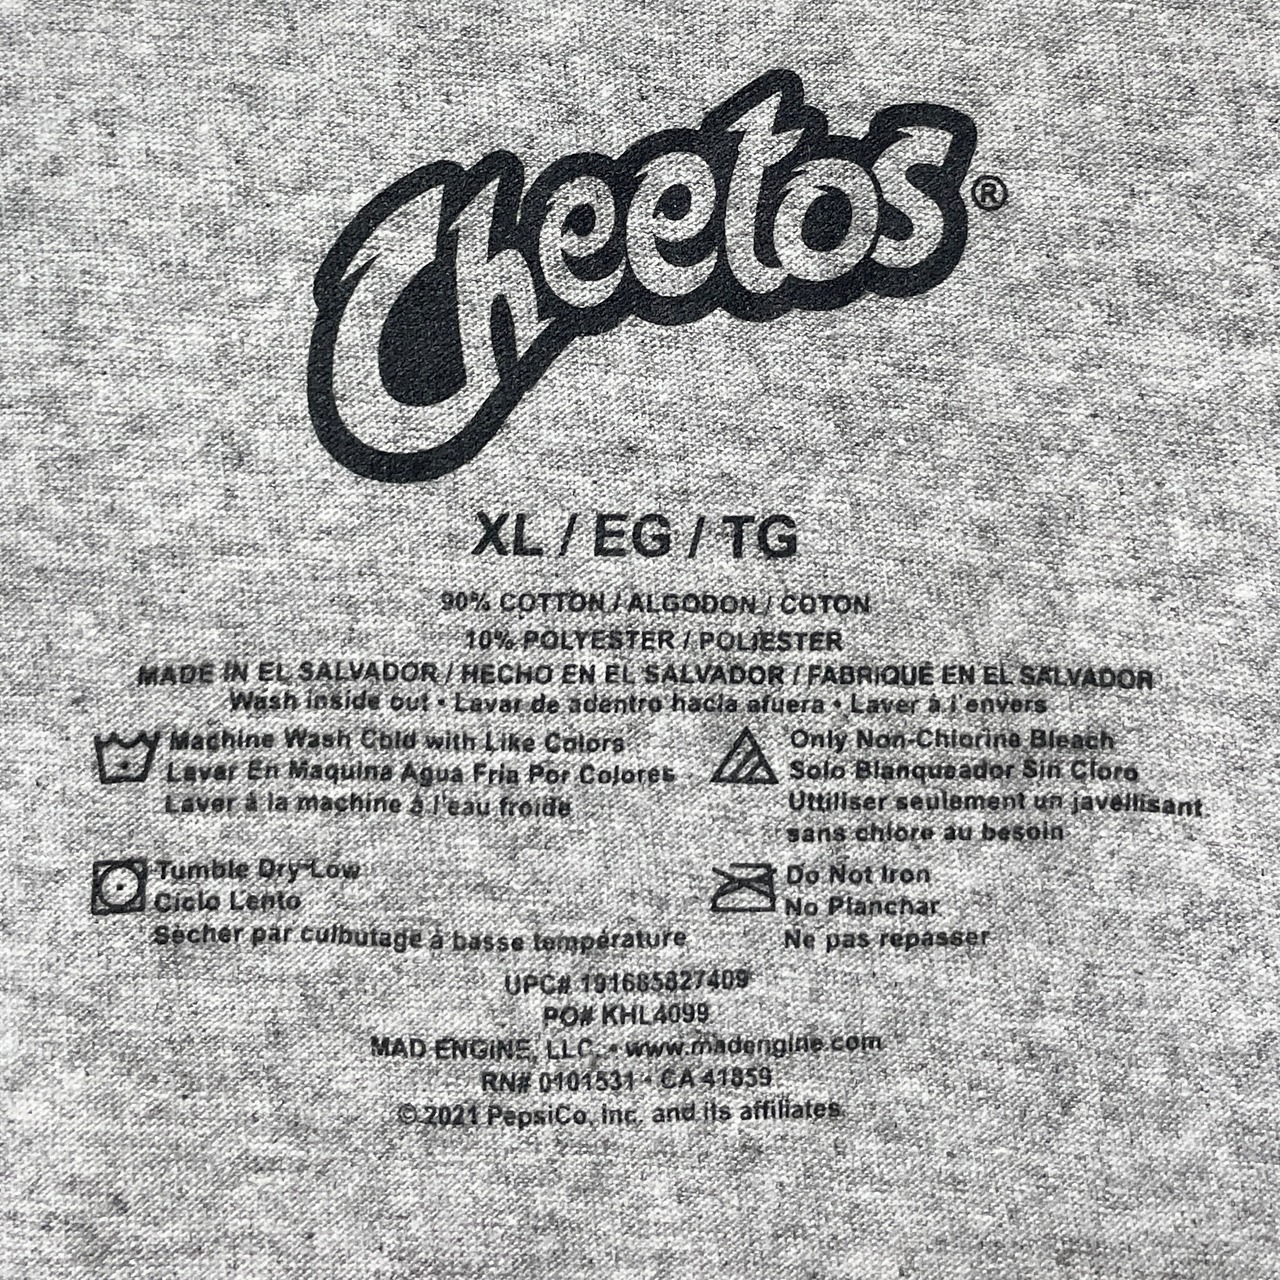 Cheetos®
XL / EG / TG
90% COTTON / ALGODON / COTON
10% POLYESTER / POLIESTER
MADE IN EL SALVADOR / HECHO EN EL SALVADOR / FABRIQUÉ EN EL SALVADOR
Wash inside out • Lavar de adentro hacia afuera • Laver à l'envers
Machine Wash Cold with Like Colors
Lavar En Maquina Agua Fria Por Colores
Laver à la machine à l'eau froide
Only Non-Chlorine Bleach
Solo Blanqueador Sin Cloro
Uttiliser seulement un javellisant
sans chlore au besoin
Tumble Dry Low
Ciclo Lento
Sécher par culbutage à basse température
Do Not Iron
No Planchar
Ne pas repasser
UPC# 191685827409
PO# KHL4099
MAD ENGINE, LLC. • www.madengine.com
RN# 0101531 • CA 41859
© 2021 PepsiCo, Inc. and its affiliates.